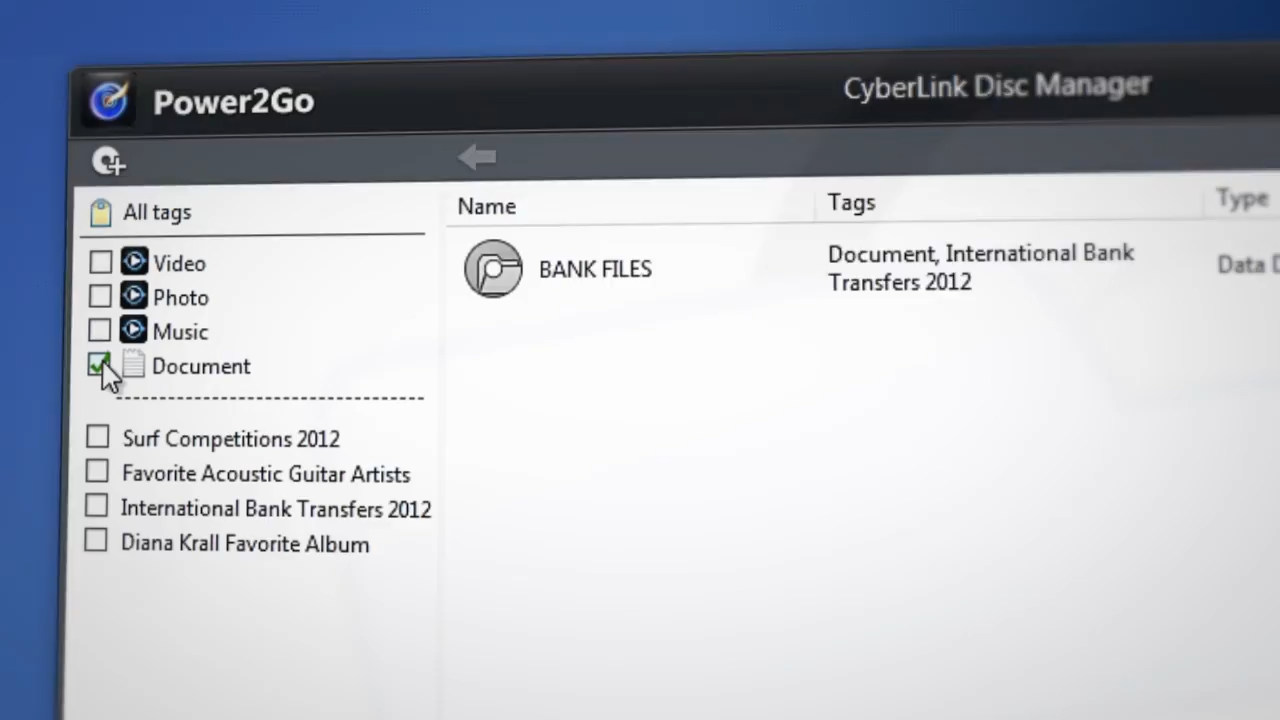 Power2Go
CyberLink Disc Manager
All tags
Video
Photo
Music
Document
Surf Competitions 2012
Favorite Acoustic Guitar Artists
International Bank Transfers 2012
Diana Krall Favorite Album
Name
Tags
Type
BANK FILES
Document, International Bank
Transfers 2012
Data D